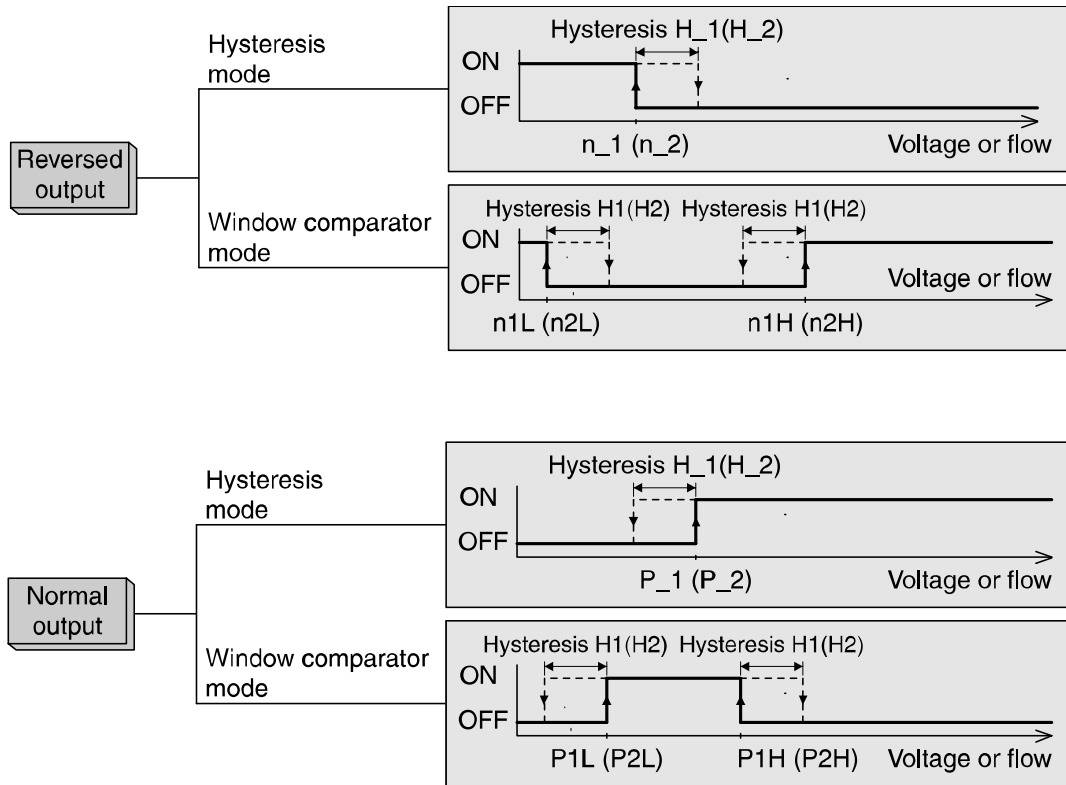 Hysteresis H_1(H_2)
Hysteresis
mode
ON
OFF
n_1 (n_2)
Voltage or flow
Reversed
output
Window comparator
mode
Hysteresis H1(H2)
Hysteresis H1(H2)
ON
OFF
Voltage or flow
n1L (n2L)
n1H (n2H)
Hysteresis H_1(H_2)
Hysteresis
mode
ON
OFF
P_1 (P_2)
Voltage or flow
Normal
output
Window comparator
mode
Hysteresis H1(H2)
Hysteresis H1(H2)
ON
OFF
P1L (P2L)
P1H (P2H)
Voltage or flow